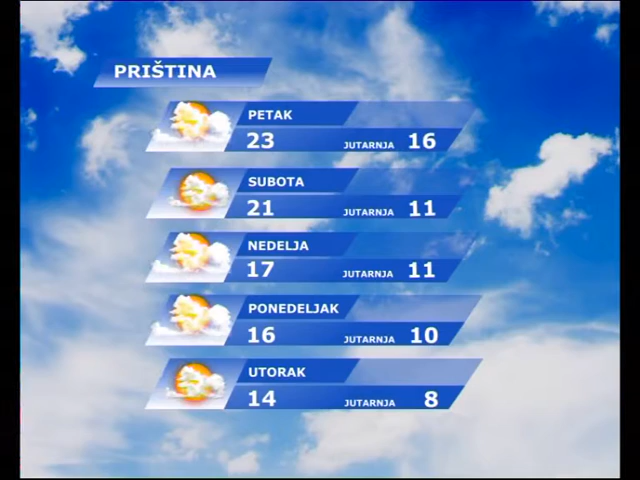 PRIŠTINA
PETAK
23 JUTARNJA 16
SUBOTA
21 JUTARNJA 11
NEDELJA
17 JUTARNJA 11
PONEDELJAK
16 JUTARNJA 10
UTORAK
14 JUTARNJA 8